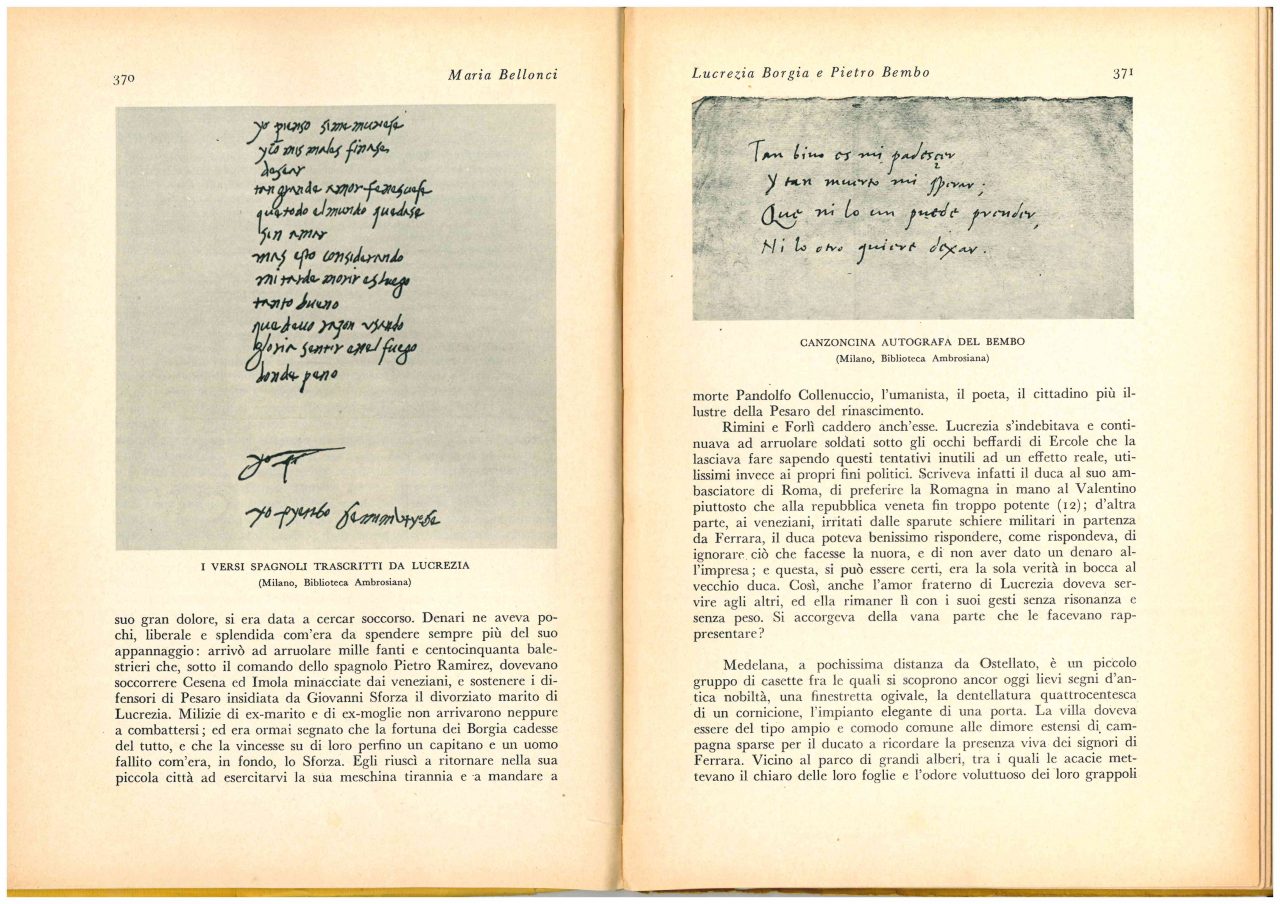 370
Maria Bellonci
yo pienso si me muriese
y con mis males finase
desear
tan grande amor fenesciese
que todo el mundo quedase
sin amar
mas esto considerando
mi tarde morir es luego
tanto bueno
que devo razon usando
gloria sentir en el fuego
donde peno
yo
yo pyenso se mmuryese
I VERSI SPAGNOLI TRASCRITTI DA LUCREZIA
(Milano, Biblioteca Ambrosiana)
suo gran dolore, si era data a cercar soccorso. Denari ne aveva po-
chi, liberale e splendida com'era da spendere sempre più del suo
appannaggio: arrivò ad arruolare mille fanti e centocinquanta bale-
strieri che, sotto il comando dello spagnolo Pietro Ramirez, dovevano
soccorrere Cesena ed Imola minacciate dai veneziani, e sostenere i di-
fensori di Pesaro insidiata da Giovanni Sforza il divorziato marito di
Lucrezia. Milizie di ex-marito e di ex-moglie non arrivarono neppure
a combattersi; ed era ormai segnato che la fortuna dei Borgia cadesse
del tutto, e che la vincesse su di loro perfino un capitano e un uomo
fallito com'era, in fondo, lo Sforza. Egli riuscì a ritornare nella sua
piccola città ad esercitarvi la sua meschina tirannia e a mandare a
Lucrezia Borgia e Pietro Bembo
371
Tan bivo es mi padesçer
Y tan muerto mi sperar;
Que ni lo un puede prender,
Ni lo otro quiere dexar.
CANZONCINA AUTOGRAFA DEL BEMBO
(Milano, Biblioteca Ambrosiana)
morte Pandolfo Collenuccio, l'umanista, il poeta, il cittadino più il-
lustre della Pesaro del rinascimento.
Rimini e Forlì caddero anch'esse. Lucrezia s'indebitava e conti-
nuava ad arruolare soldati sotto gli occhi beffardi di Ercole che la
lasciava fare sapendo questi tentativi inutili ad un effetto reale, uti-
lissimi invece ai propri fini politici. Scriveva infatti il duca al suo am-
basciatore di Roma, di preferire la Romagna in mano al Valentino
piuttosto che alla repubblica veneta fin troppo potente (12); d'altra
parte, ai veneziani, irritati dalle sparute schiere militari in partenza
da Ferrara, il duca poteva benissimo rispondere, come rispondeva, di
ignorare ciò che facesse la nuora, e di non aver dato un denaro al-
l'impresa; e questa, si può essere certi, era la sola verità in bocca al
vecchio duca. Così, anche l'amor fraterno di Lucrezia doveva ser-
vire agli altri, ed ella rimaner lì con i suoi gesti senza risonanza e
senza peso. Si accorgeva della vana parte che le facevano rap-
presentare?
Medelana, a pochissima distanza da Ostellato, è un piccolo
gruppo di casette fra le quali si scoprono ancor oggi lievi segni d'an-
tica nobiltà, una finestretta ogivale, la dentellatura quattrocentesca
di un cornicione, l'impianto elegante di una porta. La villa doveva
essere del tipo ampio e comodo comune alle dimore estensi di cam-
pagna sparse per il ducato a ricordare la presenza viva dei signori di
Ferrara. Vicino al parco di grandi alberi, tra i quali le acacie met-
tevano il chiaro delle loro foglie e l'odore voluttuoso dei loro grappoli